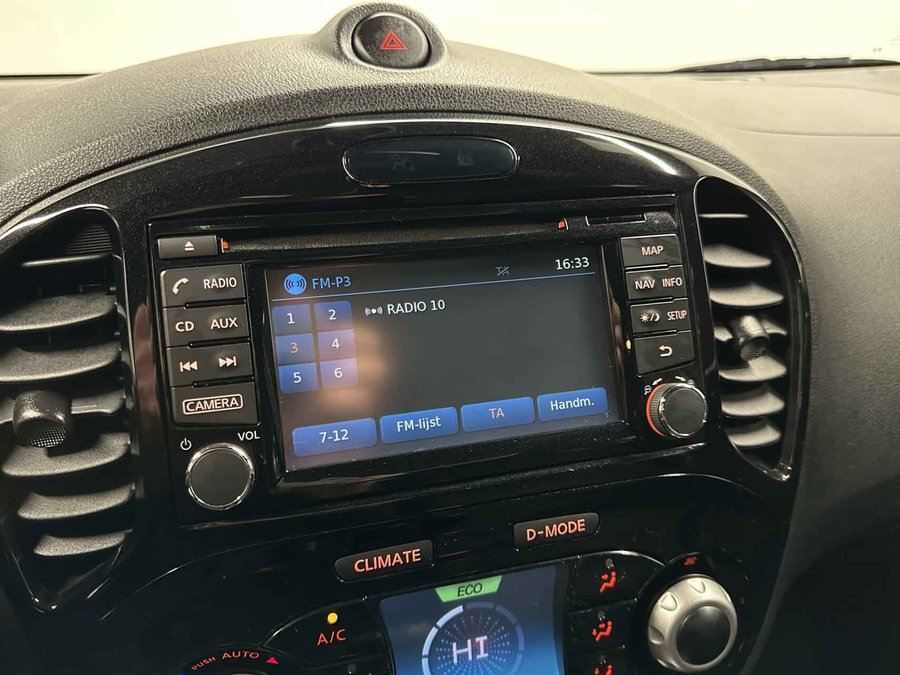 FM-P3
16:33
1 2
RADIO 10
3 4
5 6
7-12
FM-lijst
TA
Handm.
RADIO
CD AUX
CAMERA
VOL
MAP
NAV INFO
SETUP
CLIMATE
D-MODE
ECO
A/C
HI
PUSH AUTO